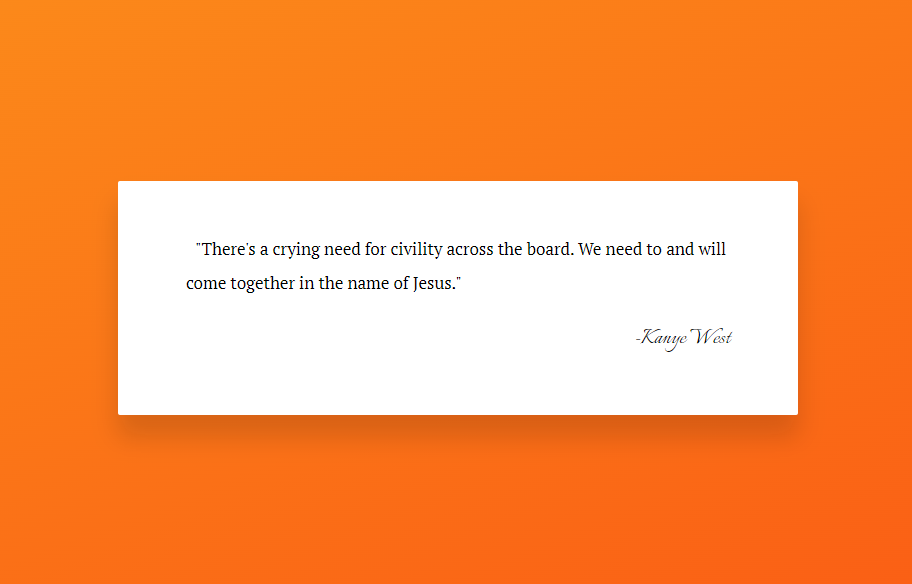 "There's a crying need for civility across the board. We need to and will
come together in the name of Jesus."
-Kanye West